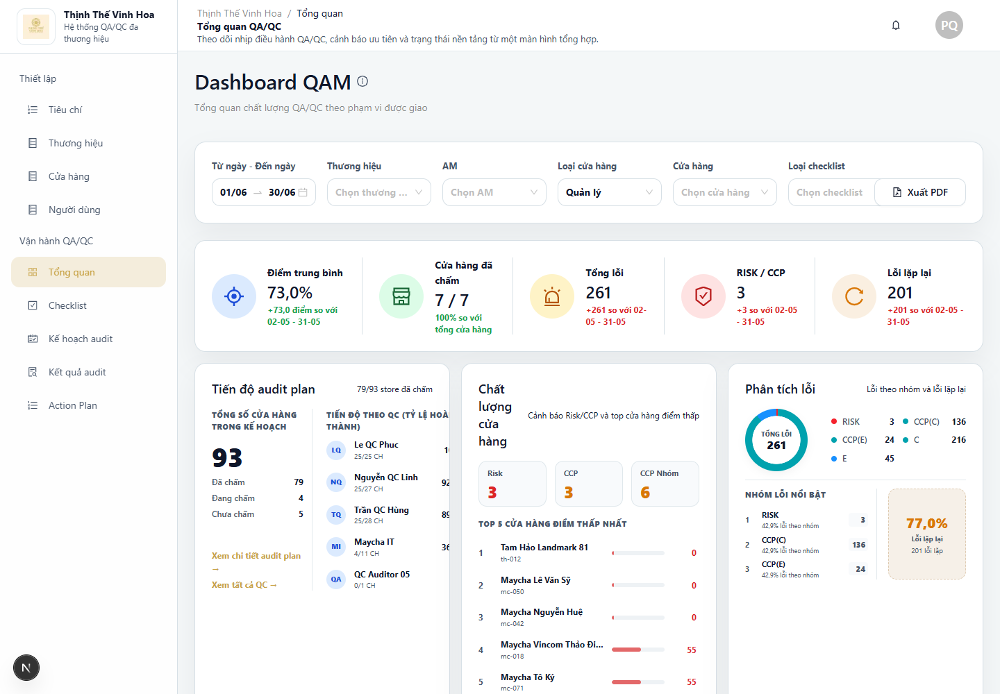 Thịnh Thế Vinh Hoa
Hệ thống QA/QC đa
thương hiệu
Thiết lập
Tiêu chí
Thương hiệu
Cửa hàng
Người dùng
Vận hành QA/QC
Tổng quan
Checklist
Kế hoạch audit
Kết quả audit
Action Plan
N
Thịnh Thế Vinh Hoa / Tổng quan
Tổng quan QA/QC
Theo dõi nhịp điều hành QA/QC, cảnh báo ưu tiên và trạng thái nền tảng từ một màn hình tổng hợp.
PQ
Dashboard QAM
Tổng quan chất lượng QA/QC theo phạm vi được giao
Từ ngày - Đến ngày
01/06 → 30/06
Thương hiệu
Chọn thương ...
AM
Chọn AM
Loại cửa hàng
Quản lý
Cửa hàng
Chọn cửa hàng
Loại checklist
Chọn checklist
Xuất PDF
Điểm trung bình
73,0%
+73,0 điểm so với
02-05 - 31-05
Cửa hàng đã
chấm
7 / 7
100% so với
tổng cửa hàng
Tổng lỗi
261
+261 so với 02-
05 - 31-05
RISK / CCP
3
+3 so với 02-05
- 31-05
Lỗi lặp lại
201
+201 so với 02-05 -
31-05
Tiến độ audit plan
79/93 store đã chấm
TỔNG SỐ CỬA HÀNG
TRONG KẾ HOẠCH
93
Đã chấm 79
Đang chấm 4
Chưa chấm 5
Xem chi tiết audit plan
→
Xem tất cả QC →
TIẾN ĐỘ THEO QC (TỶ LỆ HOÀ
THÀNH)
LQ Le QC Phuc
25/25 CH
NQ Nguyễn QC Linh 92
25/27 CH
TQ Trần QC Hùng 89
25/28 CH
MI Maycha IT 36
4/11 CH
QA QC Auditor 05
0/1 CH
Chất
lượng
cửa
hàng
Cảnh báo Risk/CCP và top cửa hàng điểm thấp
Risk
3
CCP
3
CCP Nhóm
6
TOP 5 CỬA HÀNG ĐIỂM THẤP NHẤT
1 Tam Hảo Landmark 81 0
th-012
2 Maycha Lê Văn Sỹ 0
mc-050
3 Maycha Nguyễn Huệ 0
mc-042
4 Maycha Vincom Thảo Đi... 55
mc-018
5 Maycha Tô Ký 55
mc-071
Phân tích lỗi
Lỗi theo nhóm và lỗi lặp lại
TỔNG LỖI
261
RISK 3 CCP(C) 136
CCP(E) 24 C 216
E 45
NHÓM LỖI NỔI BẬT
1 RISK 3
42,9% lỗi theo nhóm
2 CCP(C) 136
42,9% lỗi theo nhóm
3 CCP(E) 24
42,9% lỗi theo nhóm
77,0%
Lỗi lặp lại
201 lỗi lặp